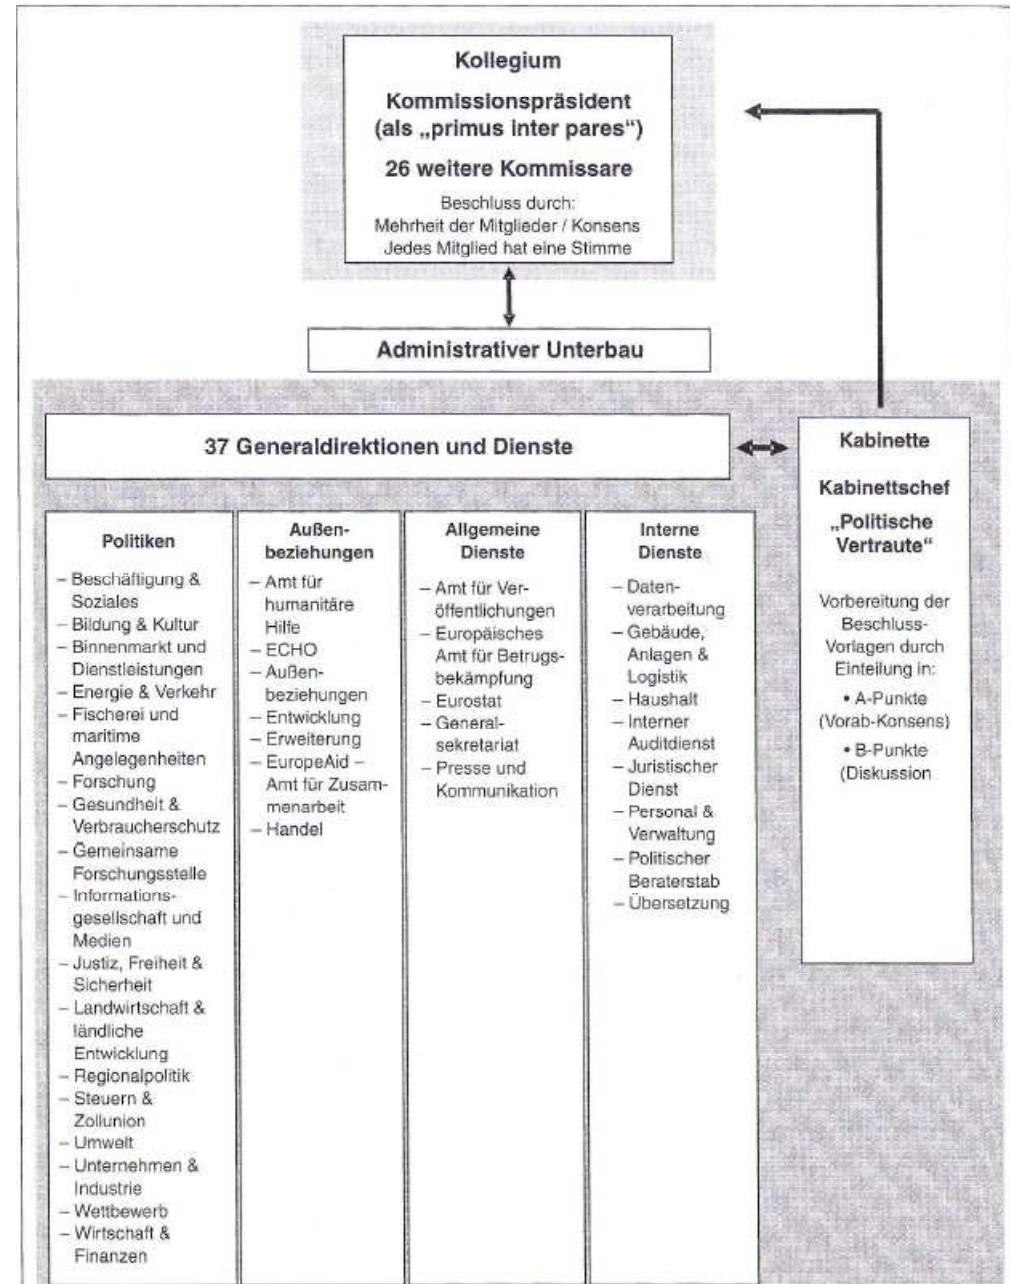 Kollegium
Kommissionspräsident
(als „primus inter pares“)
26 weitere Kommissare
Beschluss durch:
Mehrheit der Mitglieder / Konsens
Jedes Mitglied hat eine Stimme
Administrativer Unterbau
37 Generaldirektionen und Dienste
Politiken
– Beschäftigung &
Soziales
– Bildung & Kultur
– Binnenmarkt und
Dienstleistungen
– Energie & Verkehr
– Fischerei und
maritime
Angelegenheiten
– Forschung
– Gesundheit &
Verbraucherschutz
– Gemeinsame
Forschungsstelle
– Informations-
gesellschaft und
Medien
– Justiz, Freiheit &
Sicherheit
– Landwirtschaft &
ländliche
Entwicklung
– Regionalpolitik
– Steuern &
Zollunion
– Umwelt
– Unternehmen &
Industrie
– Wettbewerb
– Wirtschaft &
Finanzen
Außen-
beziehungen
– Amt für
humanitäre
Hilfe
– ECHO
– Außen-
beziehungen
– Entwicklung
– Erweiterung
– EuropeAid –
Amt für Zusam-
menarbeit
– Handel
Allgemeine
Dienste
– Amt für Ver-
öffentlichungen
– Europäisches
Amt für Betrugs-
bekämpfung
– Eurostat
– General-
sekretariat
– Presse und
Kommunikation
Interne
Dienste
– Daten-
verarbeitung
– Gebäude,
Anlagen &
Logistik
– Haushalt
– Interner
Auditdienst
– Juristischer
Dienst
– Personal &
Verwaltung
– Politischer
Beraterstab
– Übersetzung
Kabinette
Kabinettschef
„Politische
Vertraute“
Vorbereitung der
Beschluss-
Vorlagen durch
Einteilung in:
• A-Punkte
(Vorab-Konsens)
• B-Punkte
(Diskussion